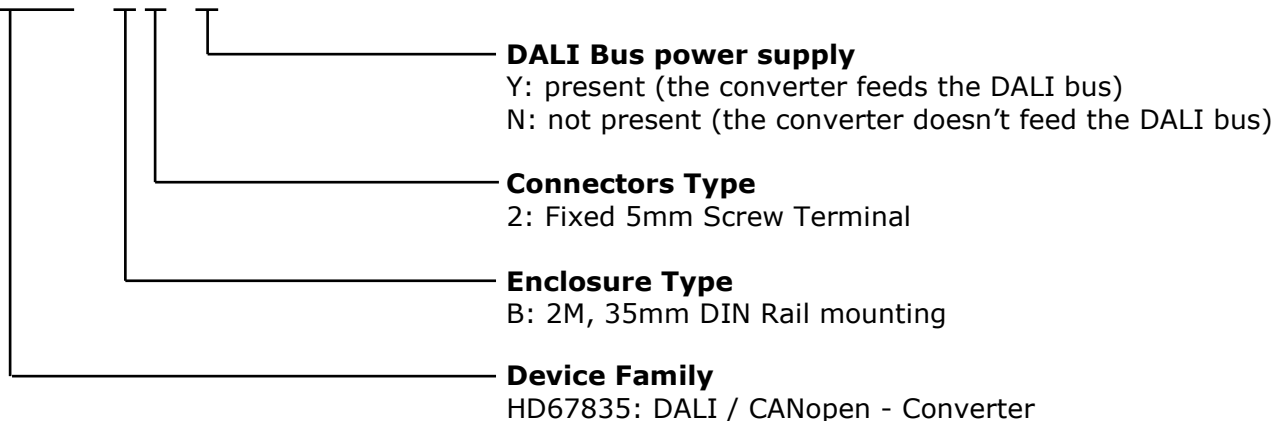 DALI Bus power supply
Y: present (the converter feeds the DALI bus)
N: not present (the converter doesn’t feed the DALI bus)
Connectors Type
2: Fixed 5mm Screw Terminal
Enclosure Type
B: 2M, 35mm DIN Rail mounting
Device Family
HD67835: DALI / CANopen - Converter